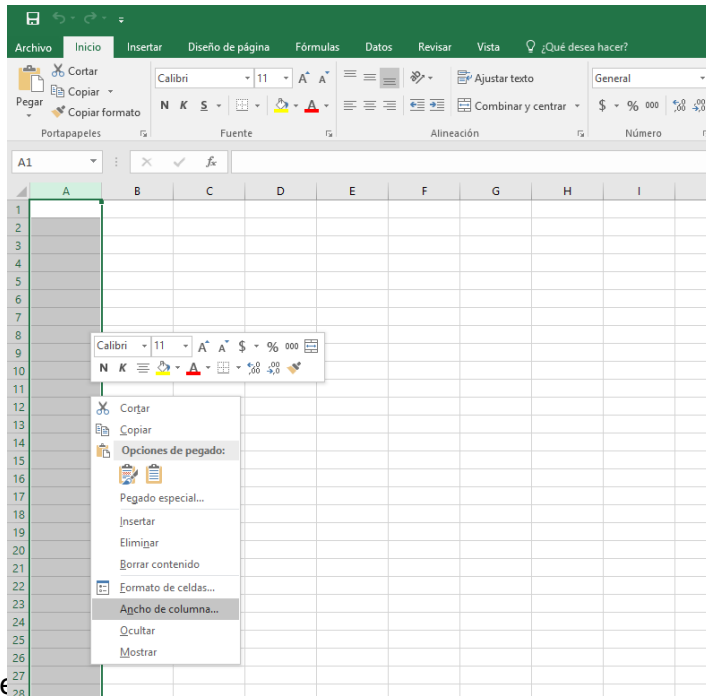 Archivo Inicio Insertar Diseño de página Fórmulas Datos Revisar Vista ¿Qué desea hacer?
Pegar
Cortar
Copiar
Copiar formato
Portapapeles
Calibri 11 A A
N K S A
Fuente
Ajustar texto
Combinar y centrar
Alineación
General
$ % 000 ,00 ,0
Número
A1 fx
A B C D E F G H I
1
2
3
4
5
6
7
8
9
10
11
12
13
14
15
16
17
18
19
20
21
22
23
24
25
26
27
28
Calibri 11 A A $ % 000
N K A ,00 ,0
Cortar
Copiar
Opciones de pegado:
Pegado especial...
Insertar
Eliminar
Borrar contenido
Formato de celdas...
Ancho de columna...
Ocultar
Mostrar